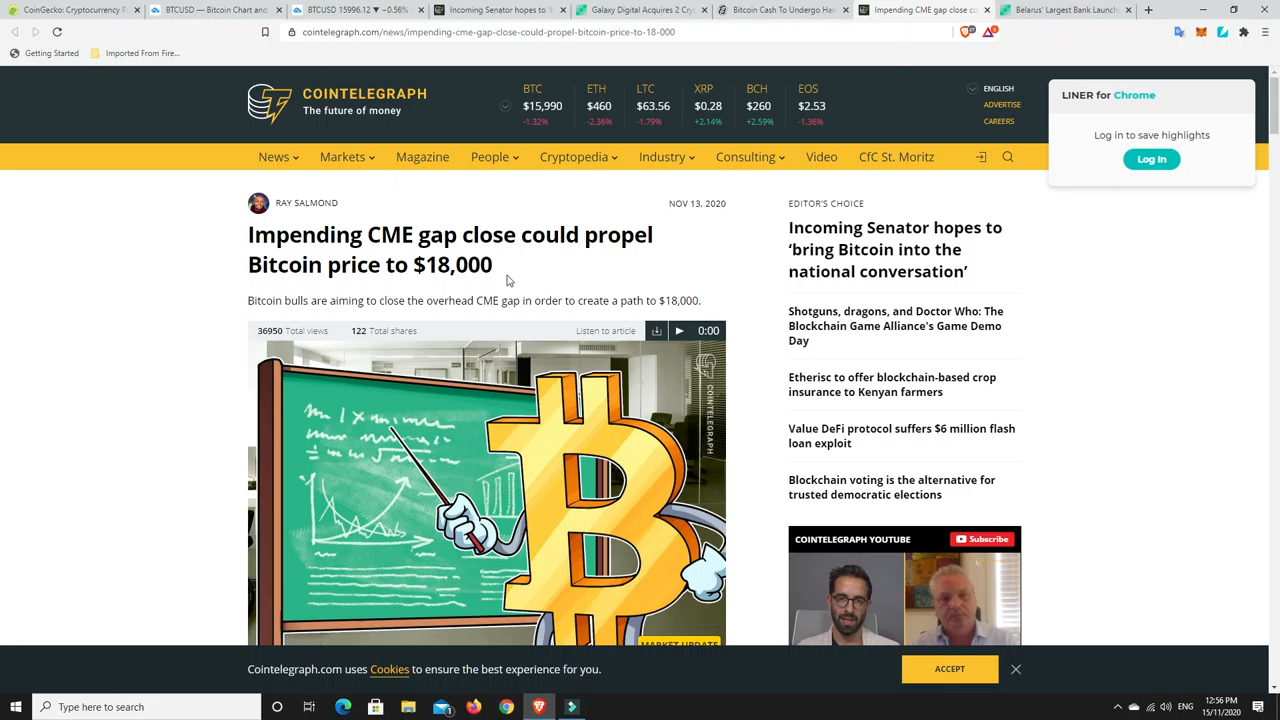 CoinGecko: Cryptocurrency P
BTCUSD — Bitcoin Chart and
BTCUSD 15996.12 ▼ −0.56%
Incoming Senator hopes to 'b
Galaxy Digital Acquires 2 Cry
Bitcoin Cash To Undergo Ha
Impending CME gap close co
Belarus' Largest Bank Launch
cointelegraph.com/news/impending-cme-gap-close-could-propel-bitcoin-price-to-18-000
Getting Started
Imported From Fire...
COINTELEGRAPH
The future of money
BTC
$15,990
-1.32%
ETH
$460
-2.36%
LTC
$63.56
-1.79%
XRP
$0.28
+2.14%
BCH
$260
+2.59%
EOS
$2.53
-1.36%
ENGLISH
ADVERTISE
CAREERS
LINER for Chrome
Log in to save highlights
Log In
News
Markets
Magazine
People
Cryptopedia
Industry
Consulting
Video
CfC St. Moritz
RAY SALMOND
NOV 13, 2020
Impending CME gap close could propel
Bitcoin price to $18,000
Bitcoin bulls are aiming to close the overhead CME gap in order to create a path to $18,000.
36950 Total views
122 Total shares
Listen to article
0:00
COINTELEGRAPH
MARKET UPDATE
EDITOR'S CHOICE
Incoming Senator hopes to
‘bring Bitcoin into the
national conversation’
Shotguns, dragons, and Doctor Who: The
Blockchain Game Alliance's Game Demo
Day
Etherisc to offer blockchain-based crop
insurance to Kenyan farmers
Value DeFi protocol suffers $6 million flash
loan exploit
Blockchain voting is the alternative for
trusted democratic elections
COINTELEGRAPH YOUTUBE
Subscribe
Cointelegraph.com uses Cookies to ensure the best experience for you.
ACCEPT
Type here to search
ENG
12:56 PM
15/11/2020